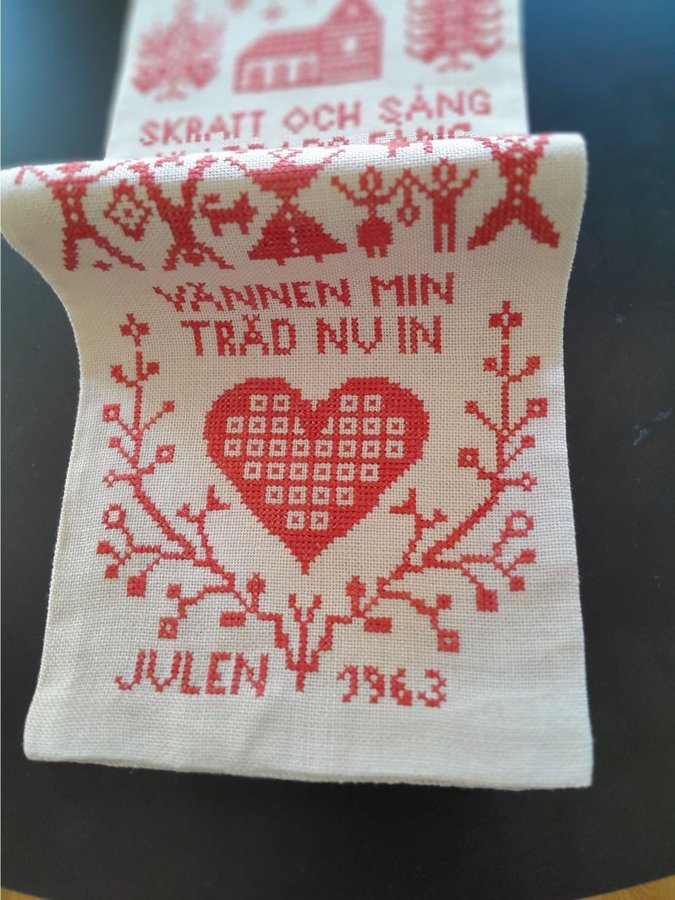 SKRATT OCH SÅNG
VÄNNEN MIN
TRÄD NU IN
JULEN 1963